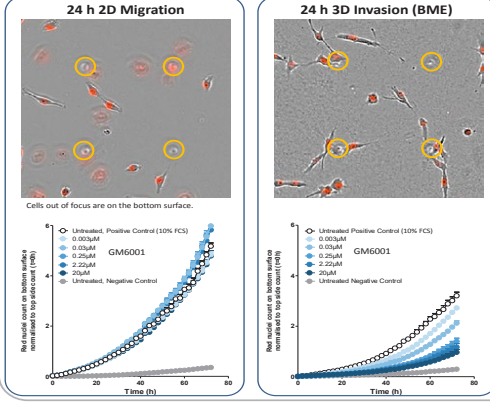 24 h 2D Migration
Cells out of focus are on the bottom surface.
Red nuclei count on bottom surface
normalised to top side count (t=0h)
6
4
2
0
Untreated, Positive Control (10% FCS)
0.003µM
0.03µM
0.25µM
2.22µM
20µM
Untreated, Negative Control
GM6001
0
20
40
60
80
Time (h)
24 h 3D Invasion (BME)
Red nuclei count on bottom surface
normalised to top side count (t=0h)
6
4
2
0
Untreated Positive Control (10% FCS)
0.003µM
0.03µM
0.25µM
2.22µM
20µM
Untreated Negative Control
GM6001
0
20
40
60
80
Time (h)